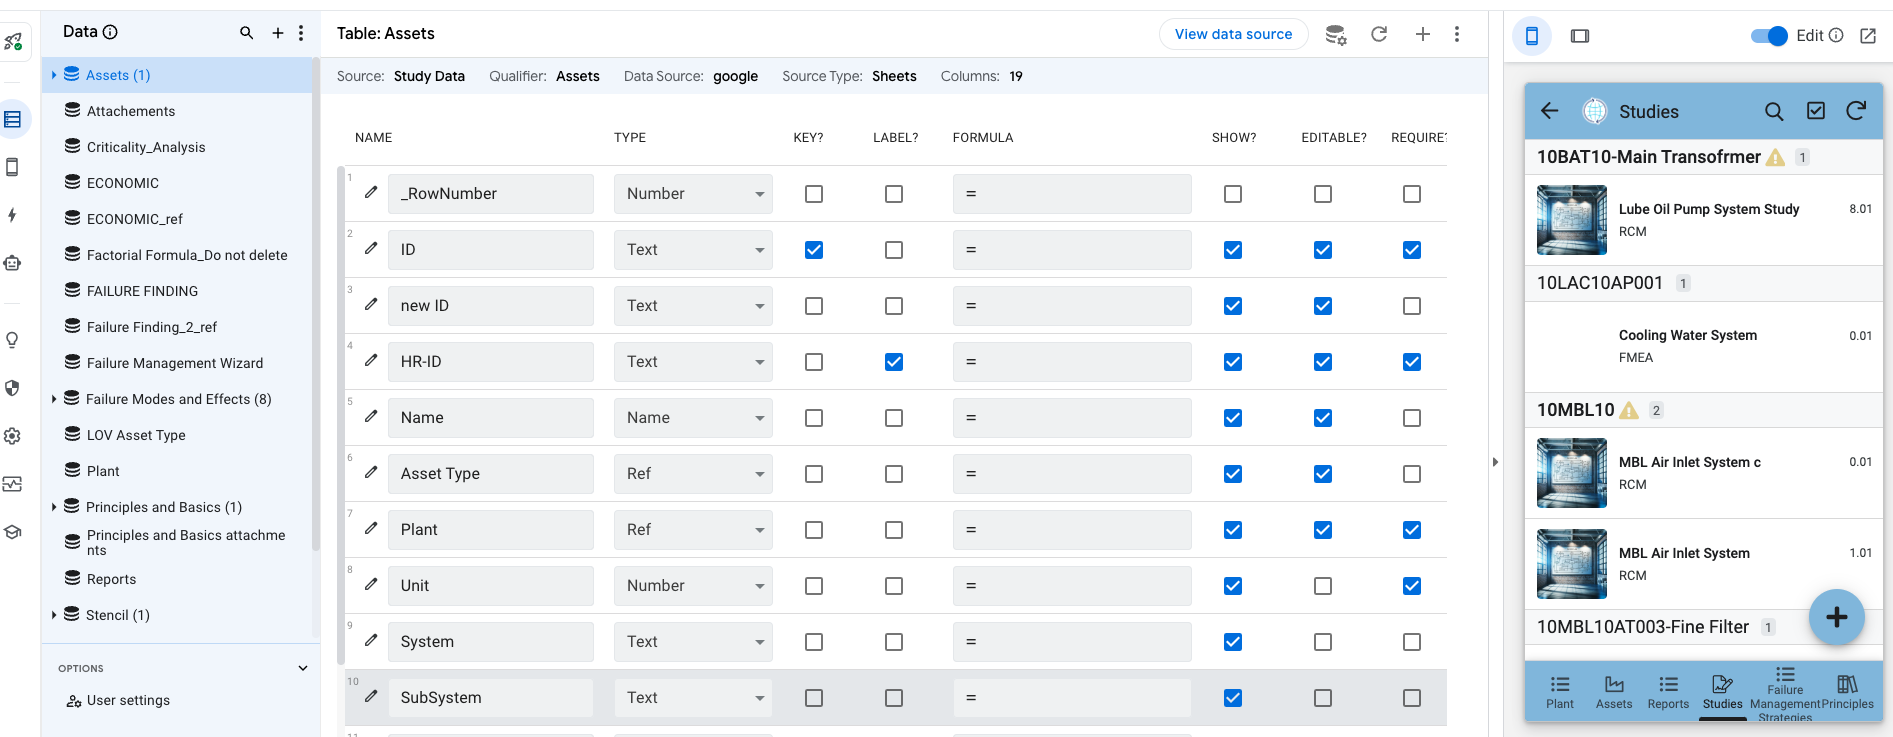 Data
Assets (1)
Attachements
Criticality_Analysis
ECONOMIC
ECONOMIC_ref
Factorial Formula_Do not delete
FAILURE FINDING
Failure Finding_2_ref
Failure Management Wizard
Failure Modes and Effects (8)
LOV Asset Type
Plant
Principles and Basics (1)
Principles and Basics attachme
nts
Reports
Stencil (1)
OPTIONS
User settings
Table: Assets
View data source
Source: Study Data Qualifier: Assets Data Source: google Source Type: Sheets Columns: 19
NAME TYPE KEY? LABEL? FORMULA SHOW? EDITABLE? REQUIRE?
1 _RowNumber Number =
2 ID Text =
3 new ID Text =
4 HR-ID Text =
5 Name Name =
6 Asset Type Ref =
7 Plant Ref =
8 Unit Number =
9 System Text =
10 SubSystem Text =
11
Edit
Studies
10BAT10-Main Transofrmer 1
Lube Oil Pump System Study 8.01
RCM
10LAC10AP001 1
Cooling Water System 0.01
FMEA
10MBL10 2
MBL Air Inlet System c 0.01
RCM
MBL Air Inlet System 1.01
RCM
10MBL10AT003-Fine Filter 1
+
Plant
Assets
Reports
Studies
Failure
Management
Strategies
Principles